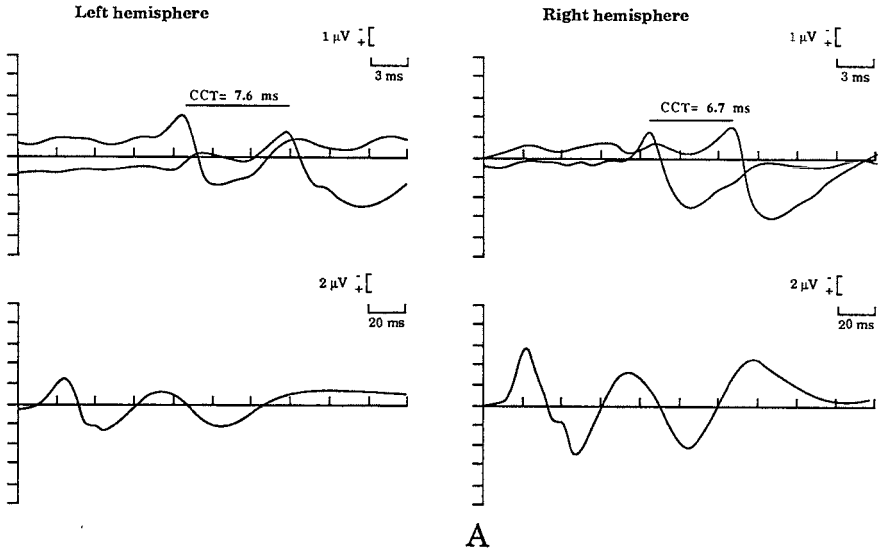 Left hemisphere
Right hemisphere
1 µV - +
3 ms
1 µV - +
3 ms
CCT= 7.6 ms
CCT= 6.7 ms
2 µV - +
20 ms
2 µV - +
20 ms
A